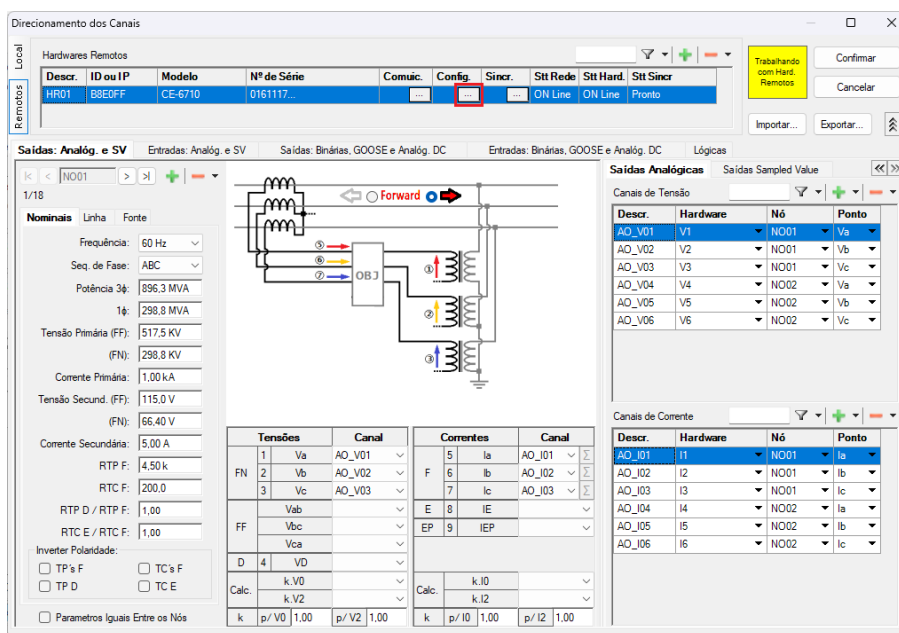 Direcionamento dos Canais
Local
Remotos
Hardwares Remotos
Descr. ID ou IP Modelo Nº de Série Comuic. Config. Sincr. Stt Rede Stt Hard. Stt Sincr
HR01 B8E0FF CE-6710 0161117... ... ... ... ON Line ON Line Pronto
Trabalhando
com Hard.
Remotos
Confirmar
Cancelar
Importar... Exportar...
Saídas: Analóg. e SV Entradas: Analóg. e SV Saídas: Binárias, GOOSE e Analóg. DC Entradas: Binárias, GOOSE e Analóg. DC Lógicas
NO01
1/18
Nominais Linha Fonte
Frequência: 60 Hz
Seq. de Fase: ABC
Potência 3ϕ: 896,3 MVA
1ϕ: 298,8 MVA
Tensão Primária (FF): 517,5 KV
(FN): 298,8 KV
Corrente Primária: 1,00 kA
Tensão Secund. (FF): 115,0 V
(FN): 66,40 V
Corrente Secundária: 5,00 A
RTP F: 4,50k
RTC F: 200,0
RTP D / RTP F: 1,00
RTC E / RTC F: 1,00
Inverter Polaridade:
TP's F TC's F
TP D TC E
Parametros Iguais Entre os Nós
Forward
5
6
7
OBJ
1
2
3
Tensões Canal
FN
1 Va AO_V01
2 Vb AO_V02
3 Vc AO_V03
FF
Vab
Vbc
Vca
D 4 VD
Calc.
k.V0
k.V2
k p/ V0 1,00 p/ V2 1,00
Correntes Canal
F
5 Ia AO_I01 Σ
6 Ib AO_I02 Σ
7 Ic AO_I03 Σ
E 8 IE
EP 9 IEP
Calc.
k.I0
k.I2
k p/ I0 1,00 p/ I2 1,00
Saídas Analógicas Saídas Sampled Value
Canais de Tensão
Descr. Hardware Nó Ponto
AO_V01 V1 NO01 Va
AO_V02 V2 NO01 Vb
AO_V03 V3 NO01 Vc
AO_V04 V4 NO02 Va
AO_V05 V5 NO02 Vb
AO_V06 V6 NO02 Vc
Canais de Corrente
Descr. Hardware Nó Ponto
AO_I01 I1 NO01 Ia
AO_I02 I2 NO01 Ib
AO_I03 I3 NO01 Ic
AO_I04 I4 NO02 Ia
AO_I05 I5 NO02 Ib
AO_I06 I6 NO02 Ic